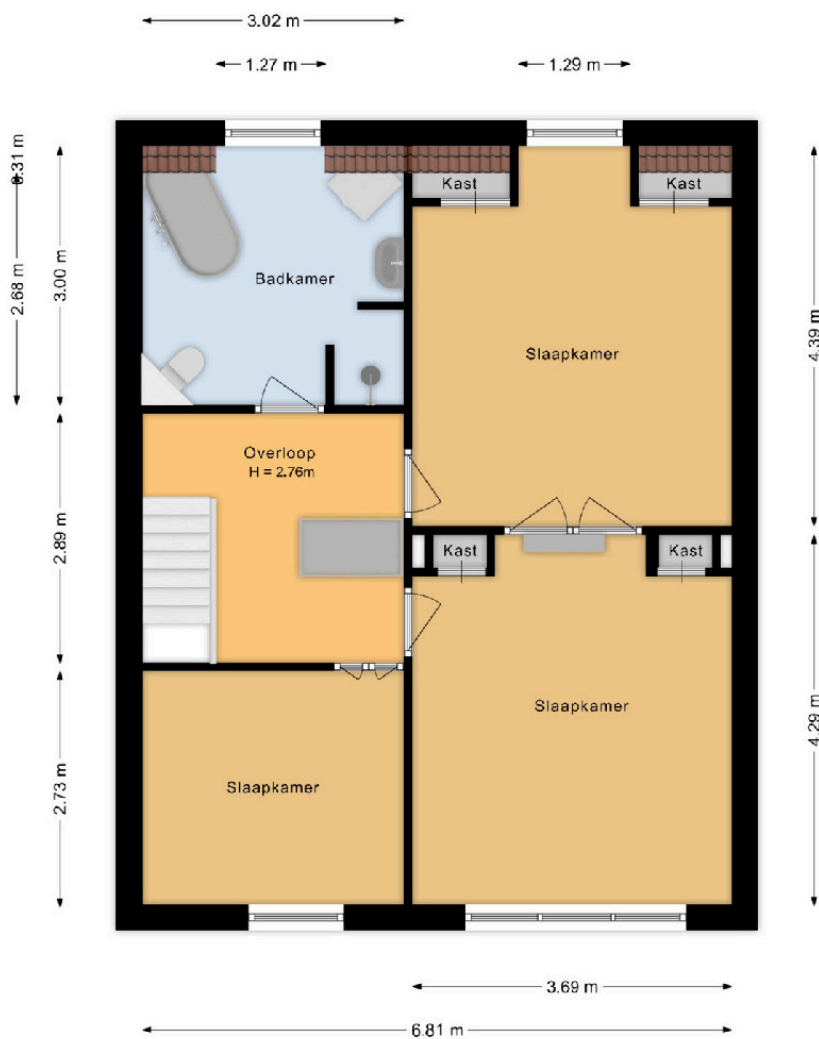 3.02 m
1.27 m
1.29 m
0.31 m
2.68 m
3.00 m
4.39 m
Kast
Kast
Badkamer
Slaapkamer
Overloop
H = 2.76m
2.89 m
Kast
Kast
Slaapkamer
4.29 m
2.73 m
Slaapkamer
3.69 m
6.81 m